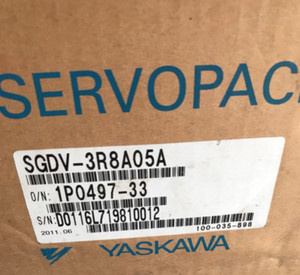 SERVOPAC
SGDV-3R8A05A
O/N: 1P0497-33
S/N: D0116L719810012
2011.06
100-035-898
YASKAWA